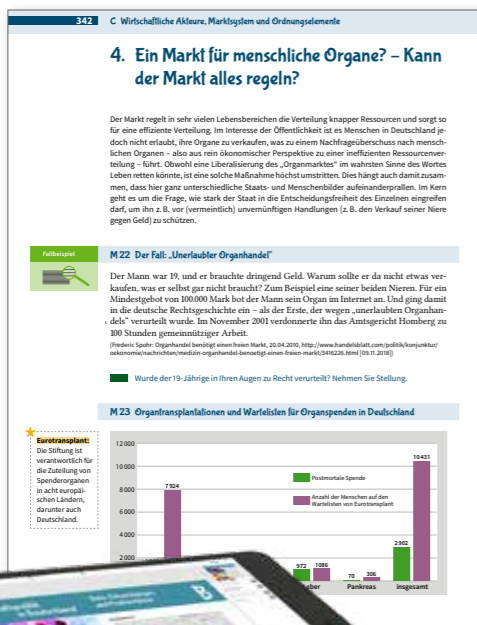 342
C Wirtschaftliche Akteure, Marktsystem und Ordnungselemente
4. Ein Markt für menschliche Organe? – Kann
der Markt alles regeln?
Der Markt regelt in sehr vielen Lebensbereichen die Verteilung knapper Ressourcen und sorgt so
für eine effiziente Verteilung. Im Interesse der Öffentlichkeit ist es Menschen in Deutschland je-
doch nicht erlaubt, ihre Organe zu verkaufen, was zu einem Nachfrageüberschuss nach mensch-
lichen Organen – also aus rein ökonomischer Perspektive zu einer ineffizienten Ressourcenver-
teilung – führt. Obwohl eine Liberalisierung des „Organmarktes" im wahrsten Sinne des Wortes
Leben retten könnte, ist eine solche Maßnahme höchst umstritten. Dies hängt auch damit zusam-
men, dass hier ganz unterschiedliche Staats- und Menschenbilder aufeinanderprallen. Im Kern
geht es um die Frage, wie stark der Staat in die Entscheidungsfreiheit des Einzelnen eingreifen
darf, um ihn z. B. vor (vermeintlich) unvernünftigen Handlungen (z. B. den Verkauf seiner Niere
gegen Geld) zu schützen.
Fallbeispiel
M 22 Der Fall: „Unerlaubter Organhandel"
Der Mann war 19, und er brauchte dringend Geld. Warum sollte er da nicht etwas ver-
kaufen, was er selbst gar nicht braucht? Zum Beispiel eine seiner beiden Nieren. Für ein
Mindestgebot von 100.000 Mark bot der Mann sein Organ im Internet an. Und ging damit
in die deutsche Rechtsgeschichte ein – als der Erste, der wegen „unerlaubten Organhan-
5 dels" verurteilt wurde. Im November 2001 verdonnerte ihn das Amtsgericht Homberg zu
100 Stunden gemeinnütziger Arbeit.
(Frederic Spohr: Organhandel benötigt einen freien Markt, 20.04.2010, http://www.handelsblatt.com/politik/konjunktur/
oekonomie/nachrichten/medizin-organhandel-benoetigt-einen-freien-markt/3416226.html [09.11.2018])
Wurde der 19-Jährige in Ihren Augen zu Recht verurteilt? Nehmen Sie Stellung.
M 23 Organtransplantationen und Wartelisten für Organspenden in Deutschland
Eurotransplant:
Die Stiftung ist
verantwortlich für
die Zuteilung von
Spenderorganen
in acht europäi-
schen Ländern,
darunter auch
Deutschland.
12 000
10 000
8 000
6 000
4 000
2 000
7 924
10 431
Postmortale Spende
Anzahl der Menschen auf den
Wartelisten von Eurotransplant
2 902
972
1086
70
306
Pankreas
insgesamt